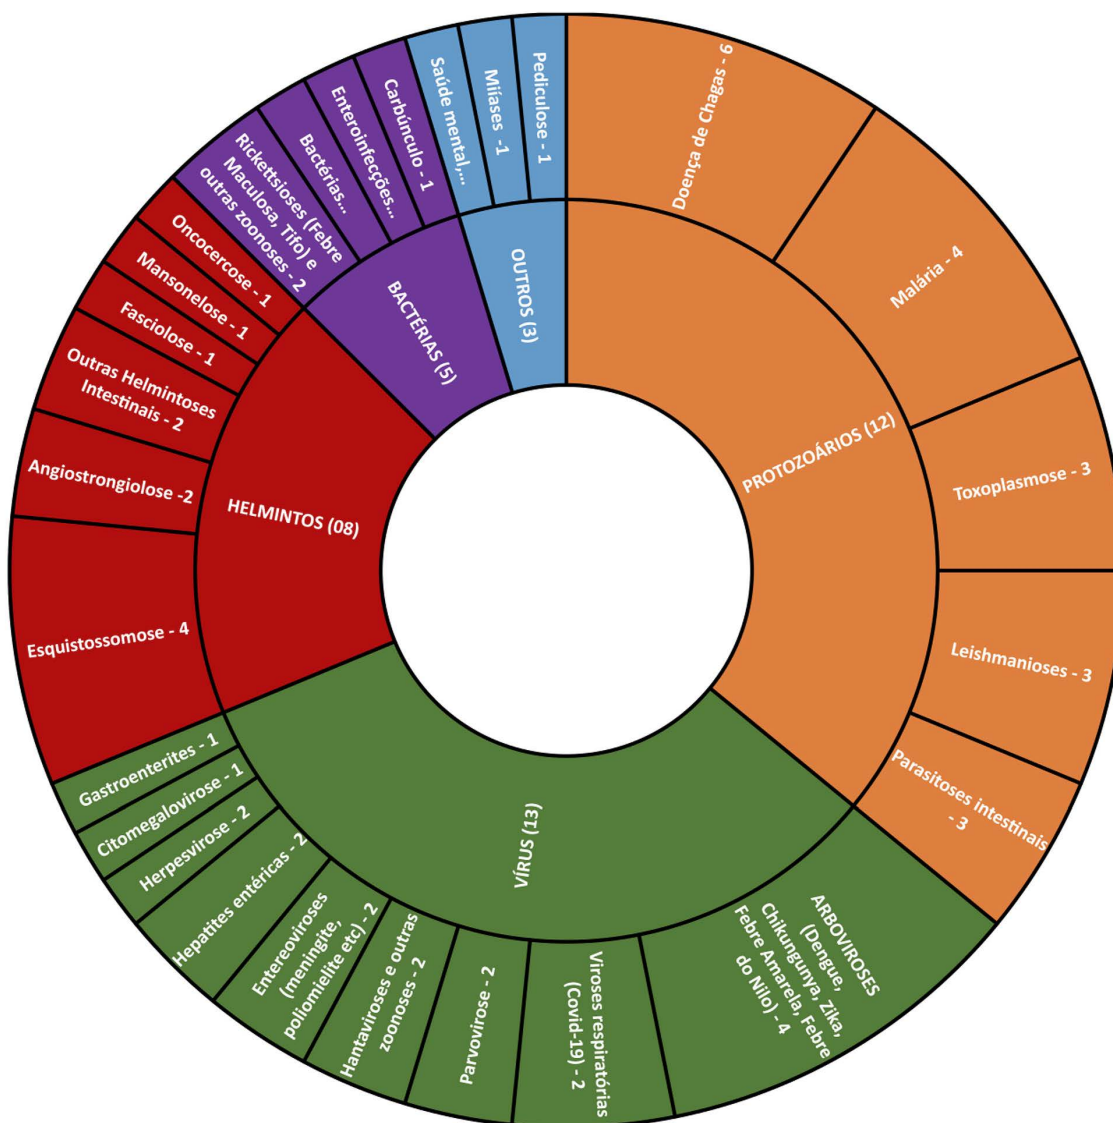 PROTOZOÁRIOS (12)
Doença de Chagas - 6
Malária - 4
Toxoplasmose - 3
Leishmanioses - 3
Parasitoses intestinais
- 3
VÍRUS (13)
ARBOVIROSES
(Dengue,
Chikungunya, Zika,
Febre Amarela, Febre
do Nilo) - 4
Viroses respiratórias
(Covid-19) - 2
Parvovirose - 2
Hantaviroses e outras
zoonoses - 2
Entereoviroses
(meningite,
poliomielite etc) - 2
Hepatites entéricas - 2
Herpesvirose - 2
Citomegalovirose - 1
Gastroenterites - 1
HELMINTOS (08)
Esquistossomose - 4
Angiostrongiolose -2
Outras Helmintoses
Intestinais - 2
Fasciolose - 1
Mansonelose - 1
Oncocercose - 1
BACTÉRIAS (5)
Rickettsioses (Febre
Maculosa, Tifo) e
outras zoonoses - 2
Bactérias...
Enteroinfecções...
Carbúnculo - 1
OUTROS (3)
Saúde mental,...
Miíases -1
Pediculose - 1